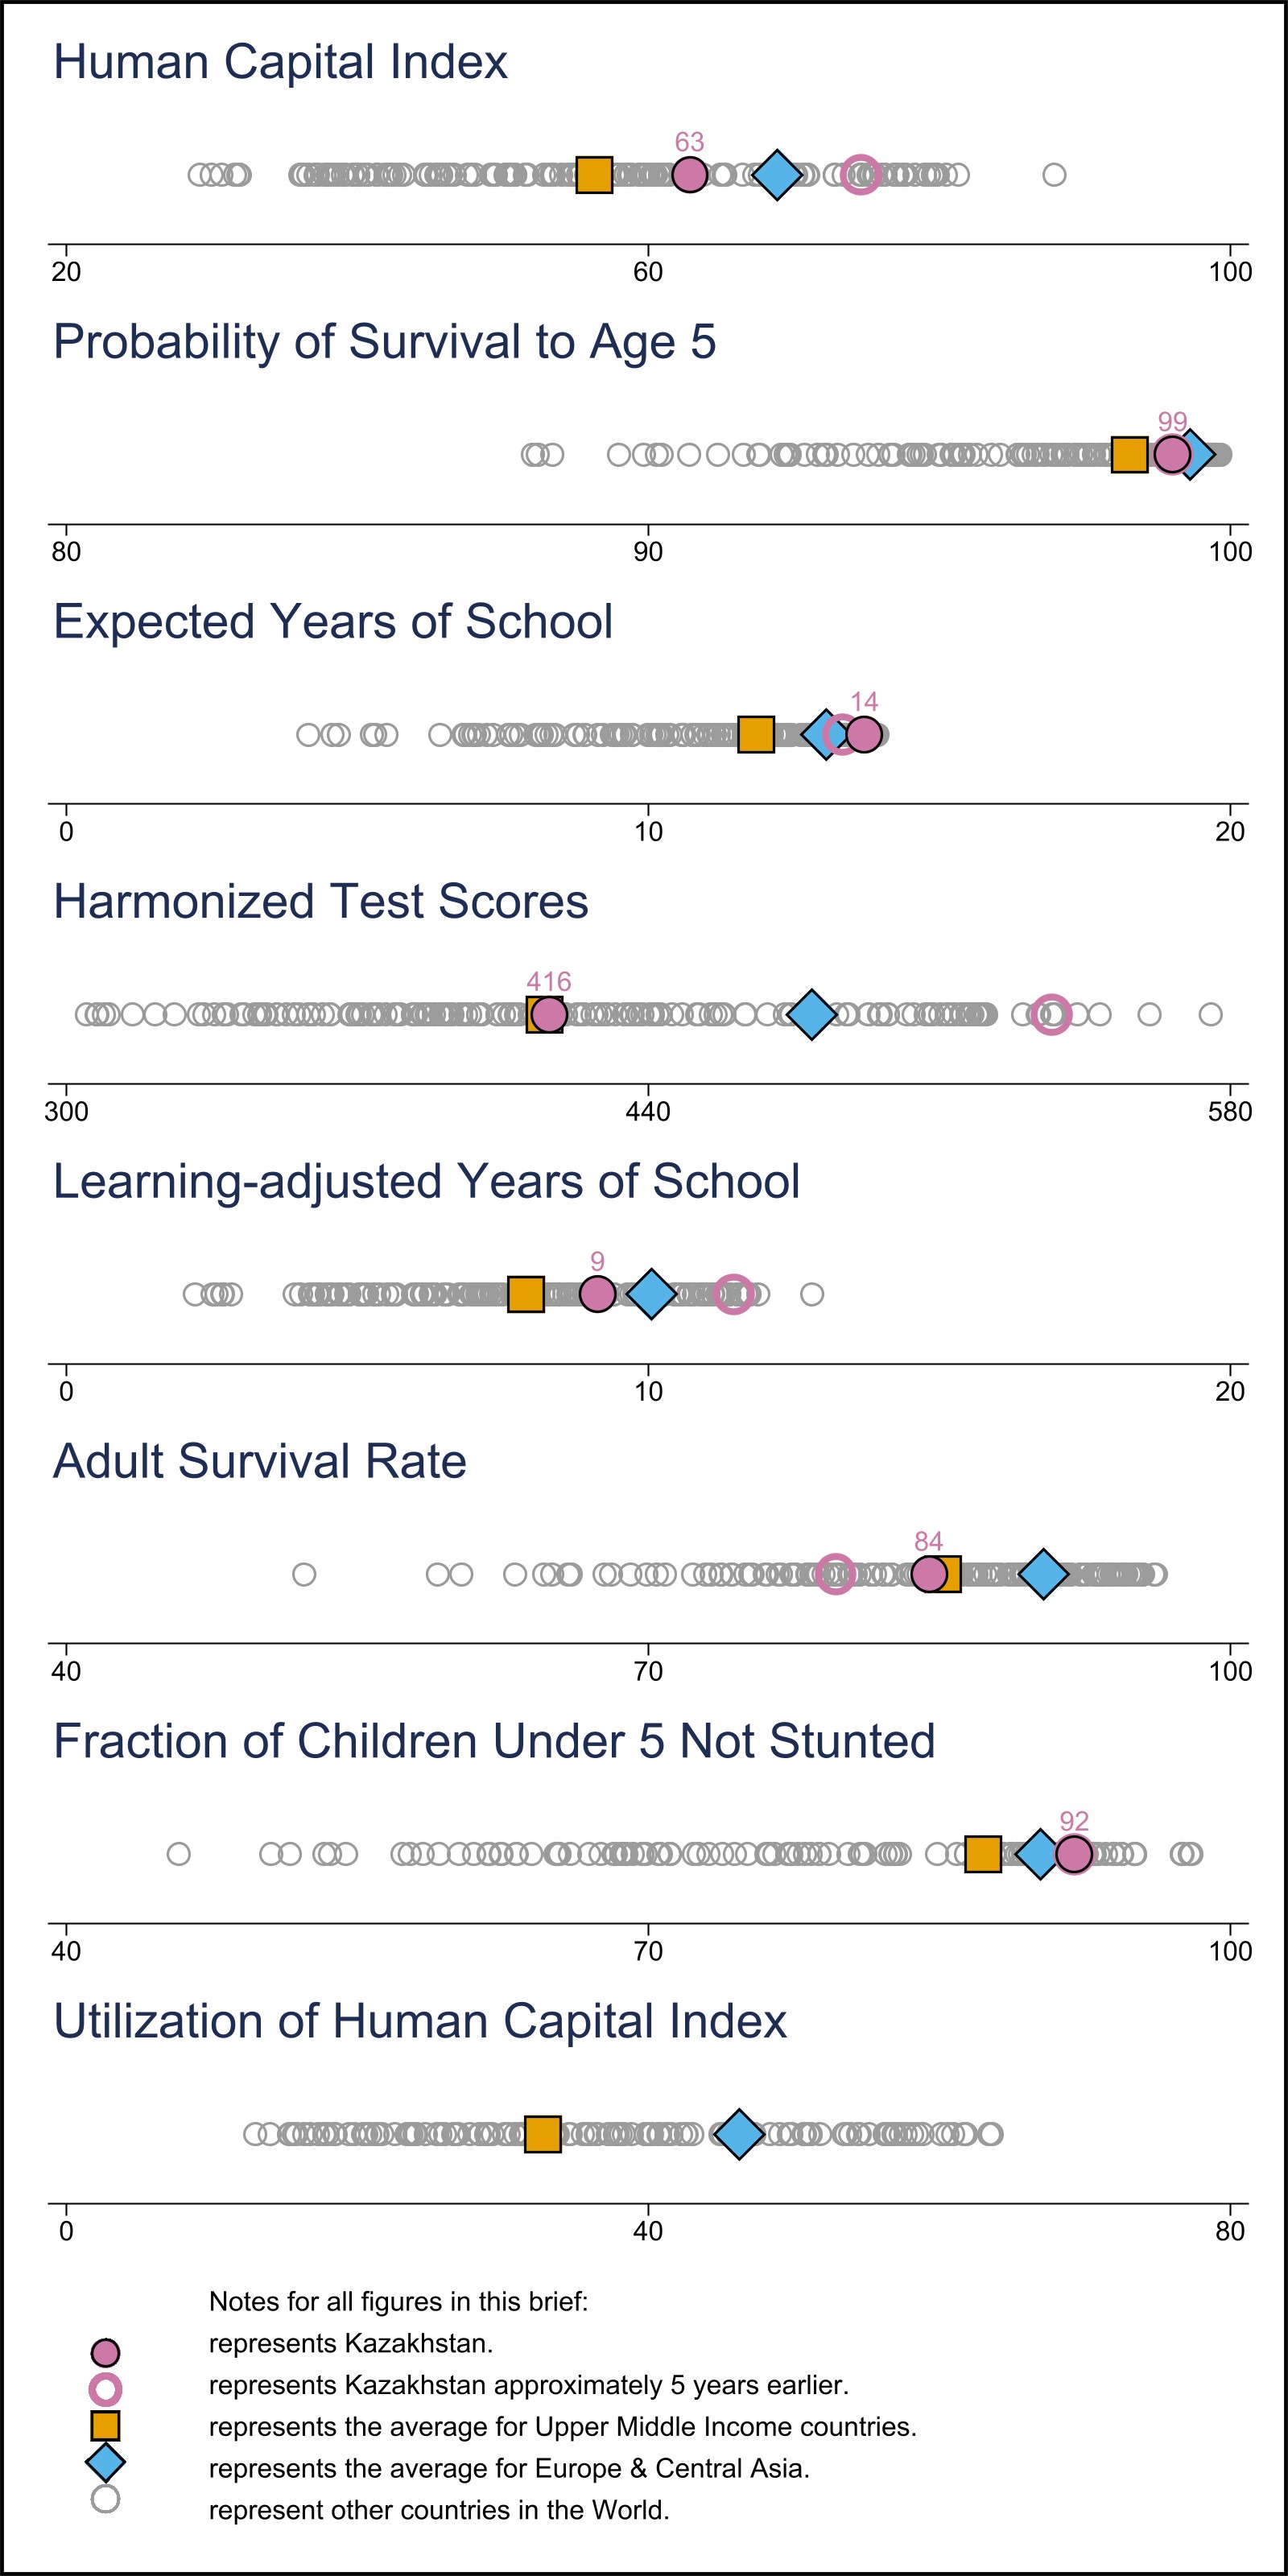 Human Capital Index
63
20 60 100
Probability of Survival to Age 5
99
80 90 100
Expected Years of School
14
0 10 20
Harmonized Test Scores
416
300 440 580
Learning-adjusted Years of School
9
0 10 20
Adult Survival Rate
84
40 70 100
Fraction of Children Under 5 Not Stunted
92
40 70 100
Utilization of Human Capital Index
0 40 80
Notes for all figures in this brief:
represents Kazakhstan.
represents Kazakhstan approximately 5 years earlier.
represents the average for Upper Middle Income countries.
represents the average for Europe & Central Asia.
represent other countries in the World.